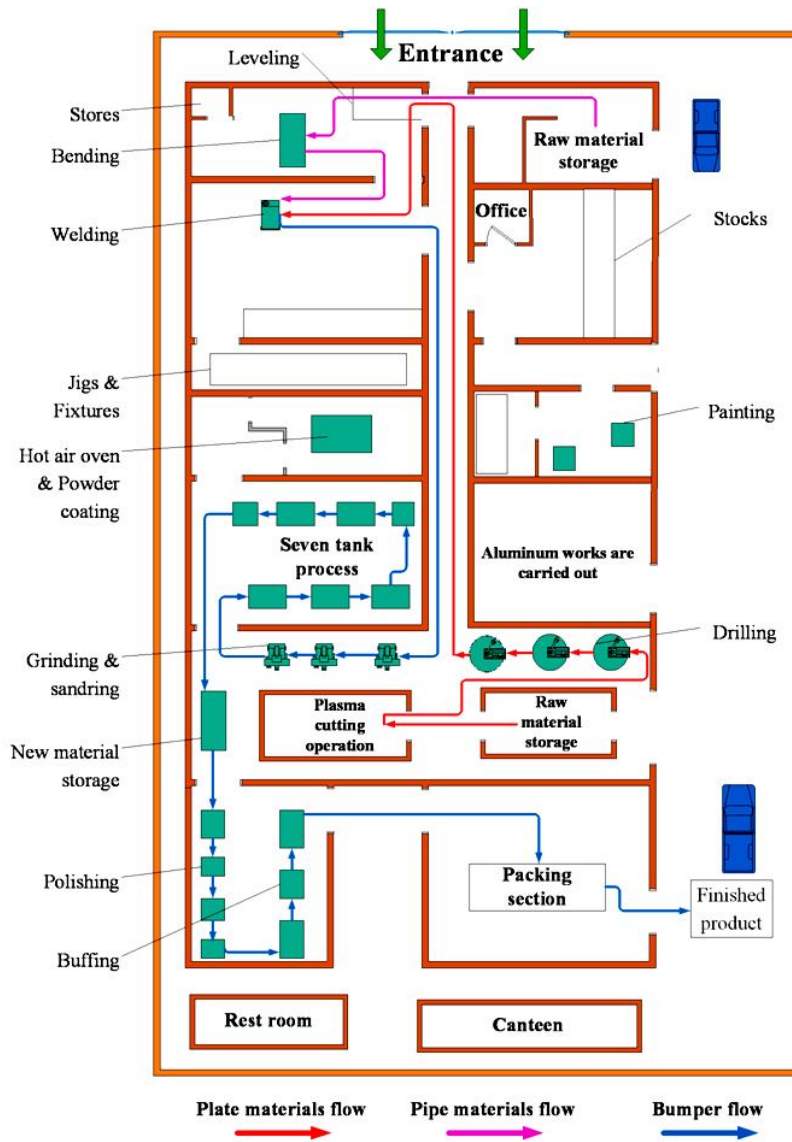 Entrance
Leveling
Stores
Bending
Raw material
storage
Welding
Office
Stocks
Jigs &
Fixtures
Painting
Hot air oven
& Powder
coating
Seven tank
process
Aluminum works are
carried out
Drilling
Grinding &
sandring
Plasma
cutting
operation
Raw
material
storage
New material
storage
Polishing
Packing
section
Finished
product
Buffing
Rest room
Canteen
Plate materials flow
Pipe materials flow
Bumper flow